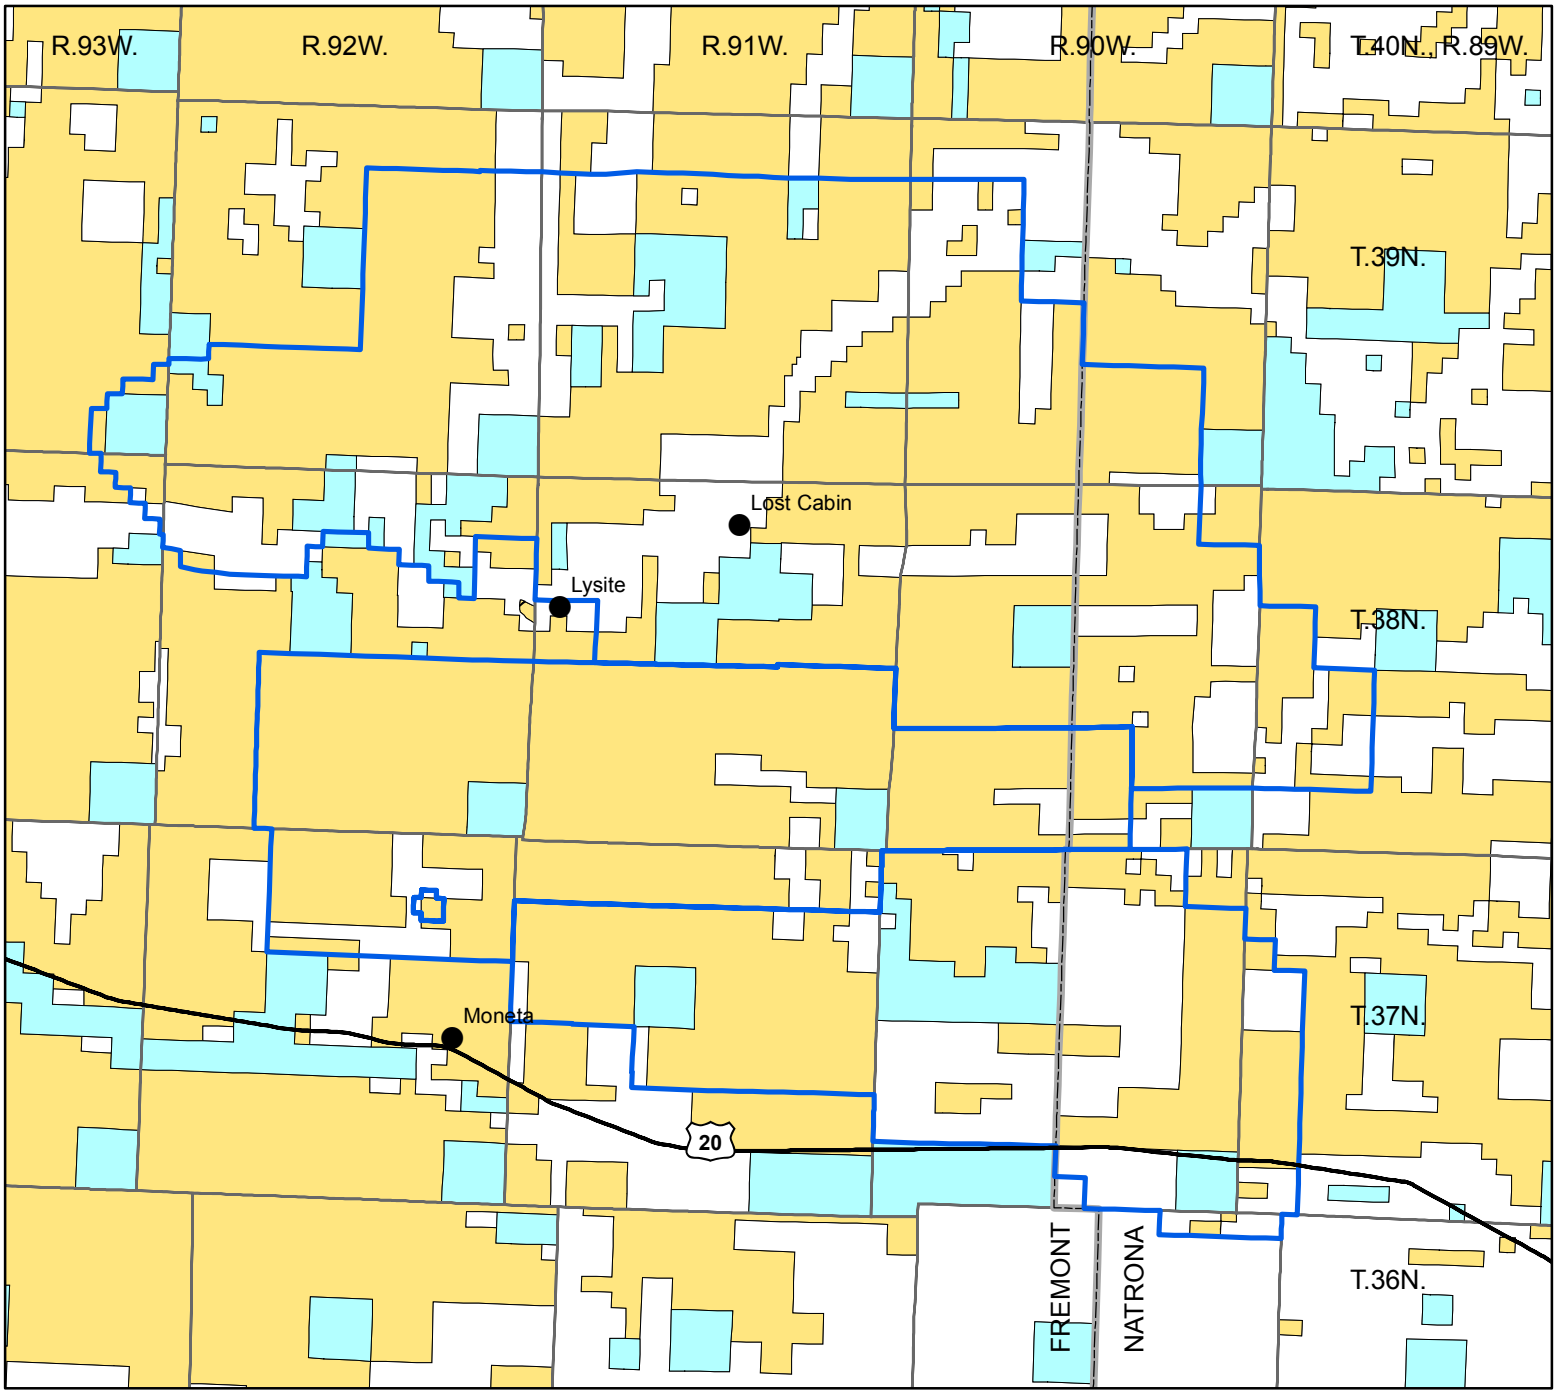 R.93W.
R.92W.
R.91W.
R.90W.
T.40N., R.89W.
T.39N.
Lost Cabin
Lysite
T.38N.
Moneta
T.37N.
20
FREMONT
NATRONA
T.36N.